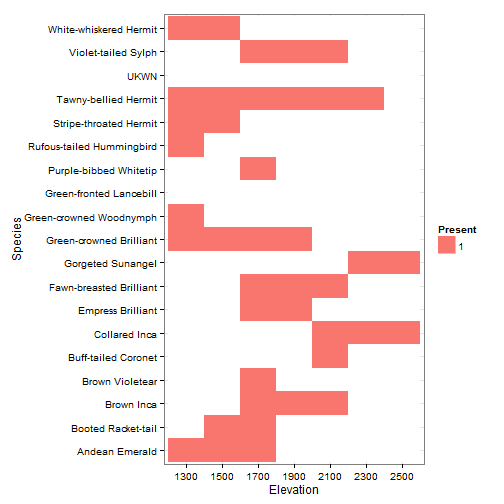 White-whiskered Hermit
Violet-tailed Sylph
UKWN
Tawny-bellied Hermit
Stripe-throated Hermit
Rufous-tailed Hummingbird
Purple-bibbed Whitetip
Green-fronted Lancebill
Green-crowned Woodnymph
Green-crowned Brilliant
Gorgeted Sunangel
Fawn-breasted Brilliant
Empress Brilliant
Collared Inca
Buff-tailed Coronet
Brown Violetear
Brown Inca
Booted Racket-tail
Andean Emerald
Species
1300 1500 1700 1900 2100 2300 2500
Elevation
Present
1